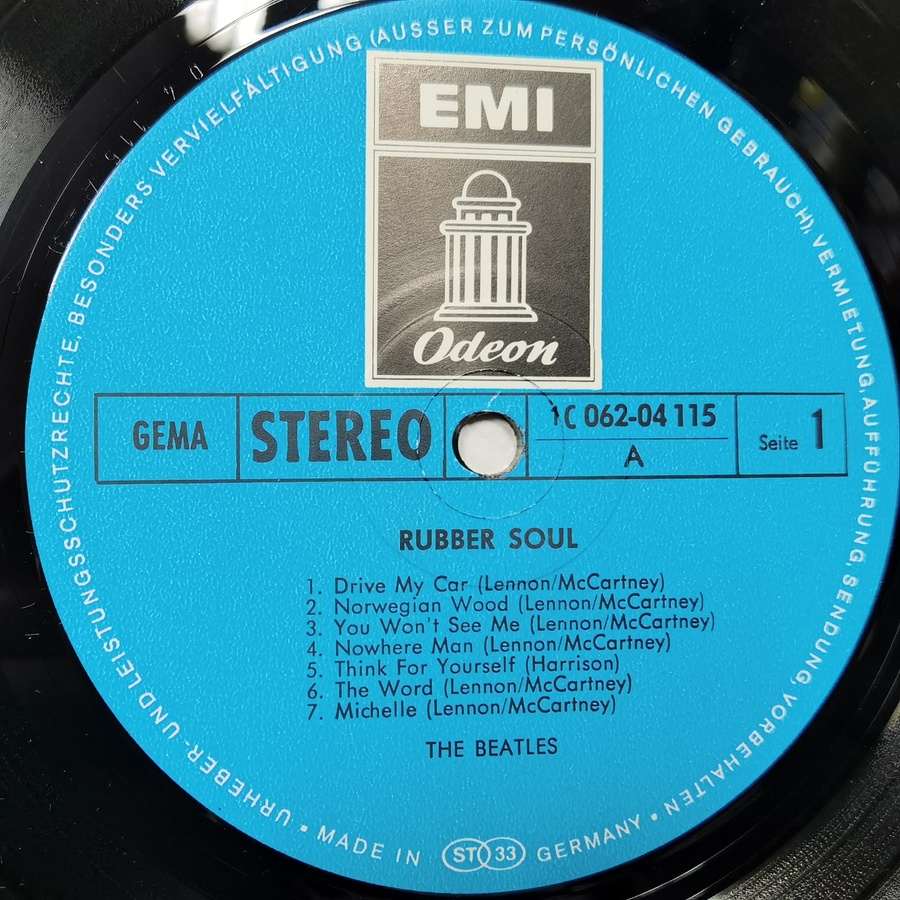 EMI
Odeon
GEMA
STEREO
1C 062-04 115
A
Seite 1
RUBBER SOUL
1. Drive My Car (Lennon/McCartney)
2. Norwegian Wood (Lennon/McCartney)
3. You Won't See Me (Lennon/McCartney)
4. Nowhere Man (Lennon/McCartney)
5. Think For Yourself (Harrison)
6. The Word (Lennon/McCartney)
7. Michelle (Lennon/McCartney)
THE BEATLES
URHEBER- UND LEISTUNGSSCHUTZRECHTE, BESONDERS VERVIELFÄLTIGUNG (AUSSER ZUM PERSÖNLICHEN GEBRAUCH), VERMIETUNG, AUFFÜHRUNG, SENDUNG, VORBEHALTEN •
• MADE IN ST 33 GERMANY